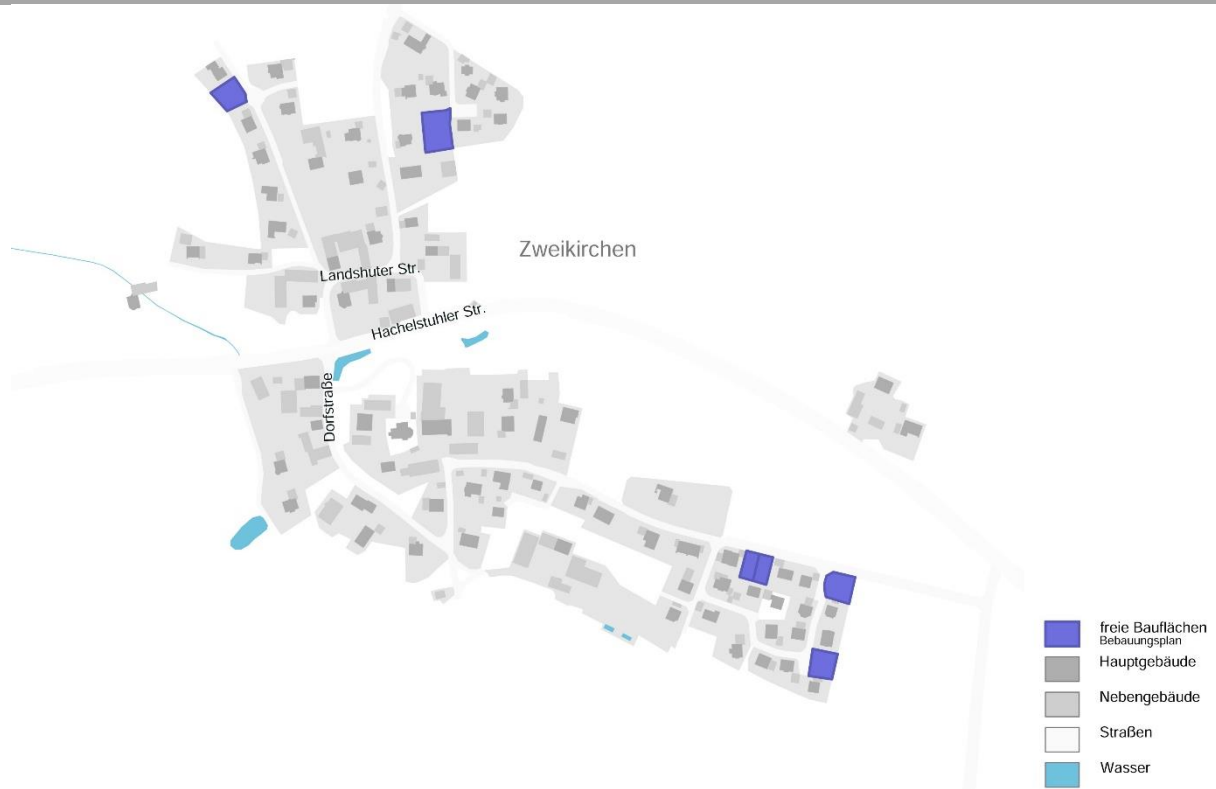 Zweikirchen
Landshuter Str.
Hachelstuhler Str.
Dorfstraße
freie Bauflächen
Bebauungsplan
Hauptgebäude
Nebengebäude
Straßen
Wasser